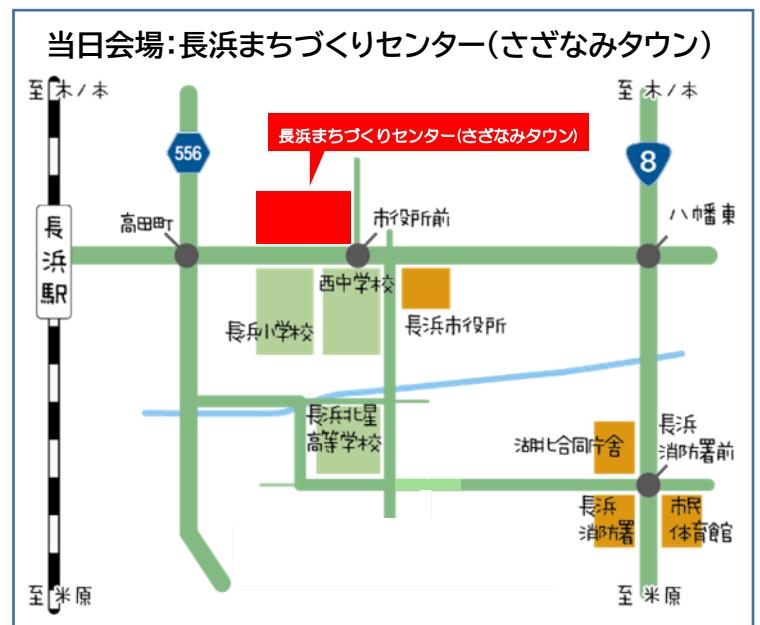 当日会場：長浜まちづくりセンター（さざなみタウン）
至 木ノ本
至 木ノ本
556
長浜まちづくりセンター(さざなみタウン)
8
高田町
市役所前
八幡東
長
浜
駅
西中学校
長浜小学校
長浜市役所
長浜北星
高等学校
湖北合同庁舎
長浜
消防署前
長浜
消防署
市民
体育館
至 米原
至 米原